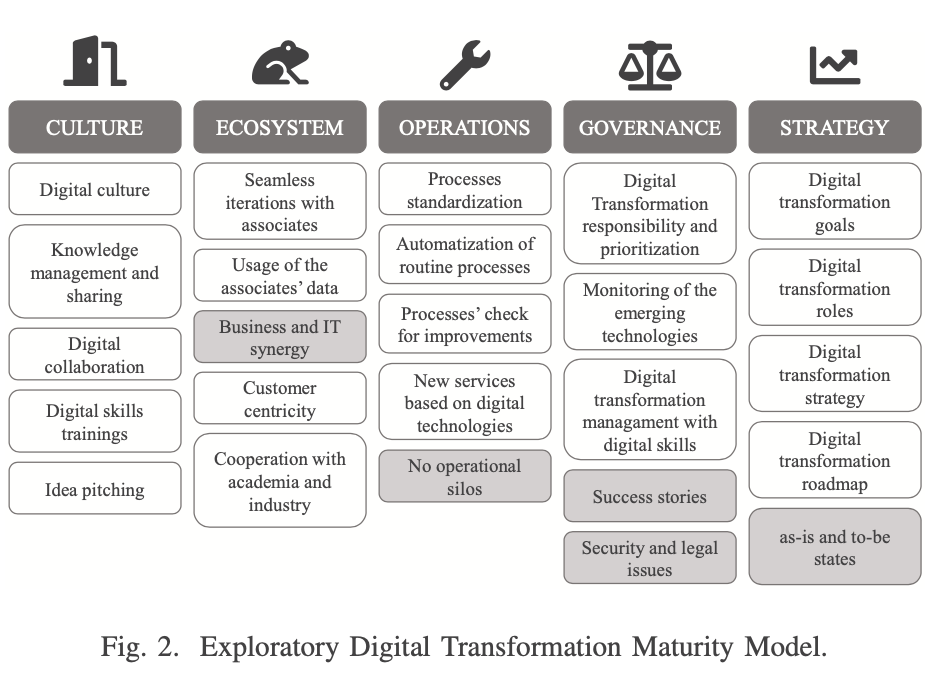 CULTURE
Digital culture
Knowledge
management and
sharing
Digital
collaboration
Digital skills
trainings
Idea pitching
ECOSYSTEM
Seamless
iterations with
associates
Usage of the
associates’ data
Business and IT
synergy
Customer
centricity
Cooperation with
academia and
industry
OPERATIONS
Processes
standardization
Automatization of
routine processes
Processes’ check
for improvements
New services
based on digital
technologies
No operational
silos
GOVERNANCE
Digital
Transformation
responsibility and
prioritization
Monitoring of the
emerging
technologies
Digital
transformation
managament with
digital skills
Success stories
Security and legal
issues
STRATEGY
Digital
transformation
goals
Digital
transformation
roles
Digital
transformation
strategy
Digital
transformation
roadmap
as-is and to-be
states
Fig. 2. Exploratory Digital Transformation Maturity Model.